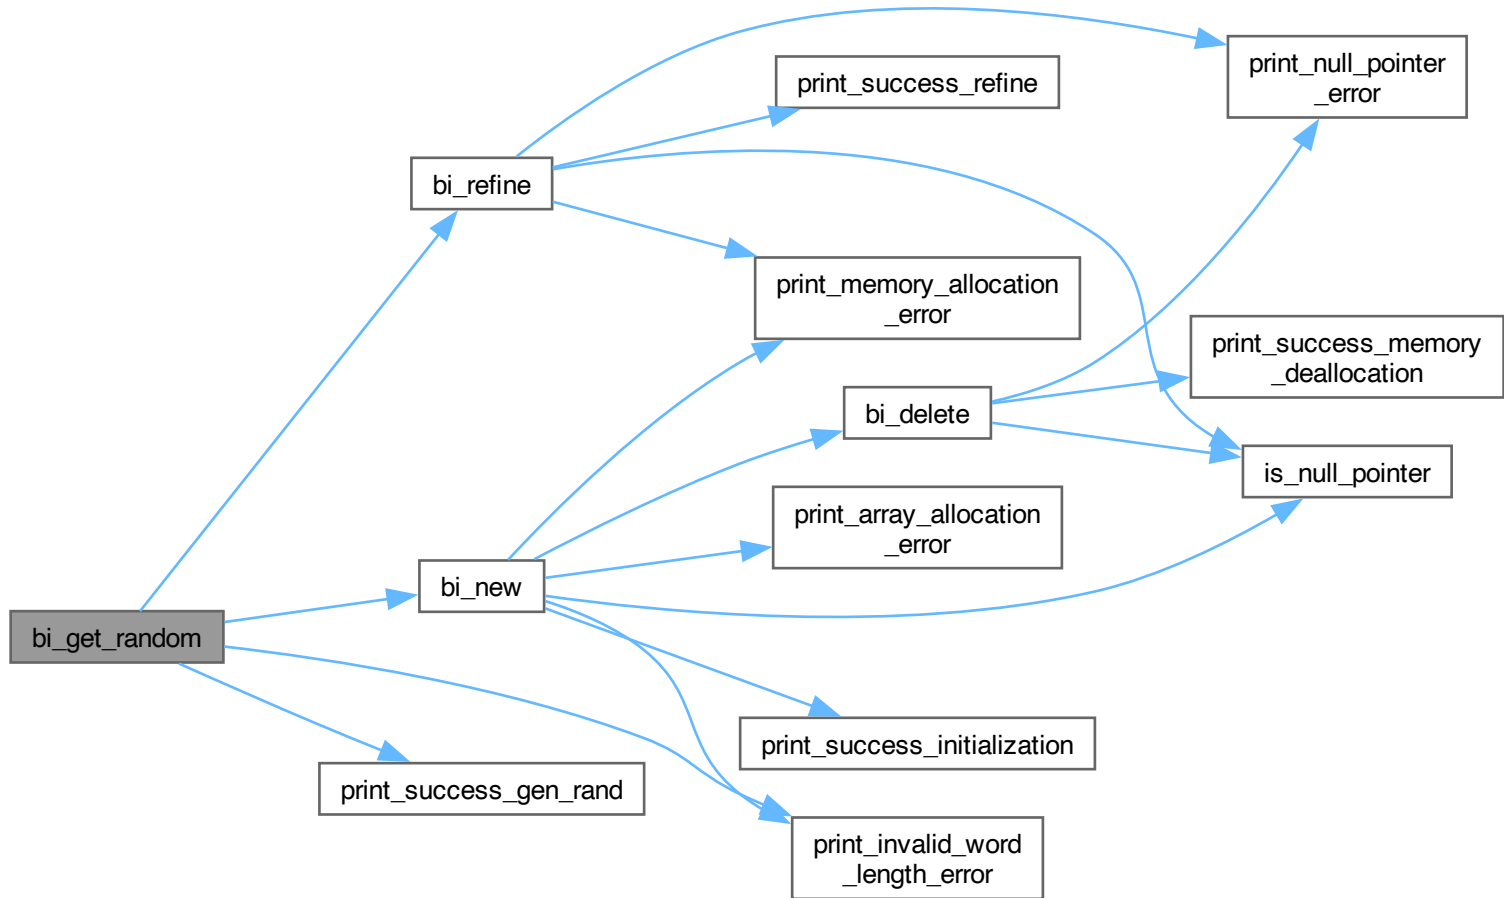 print_null_pointer
_error
print_success_refine
bi_refine
print_memory_allocation
_error
print_success_memory
_deallocation
bi_delete
is_null_pointer
print_array_allocation
_error
bi_new
bi_get_random
print_success_initialization
print_success_gen_rand
print_invalid_word
_length_error